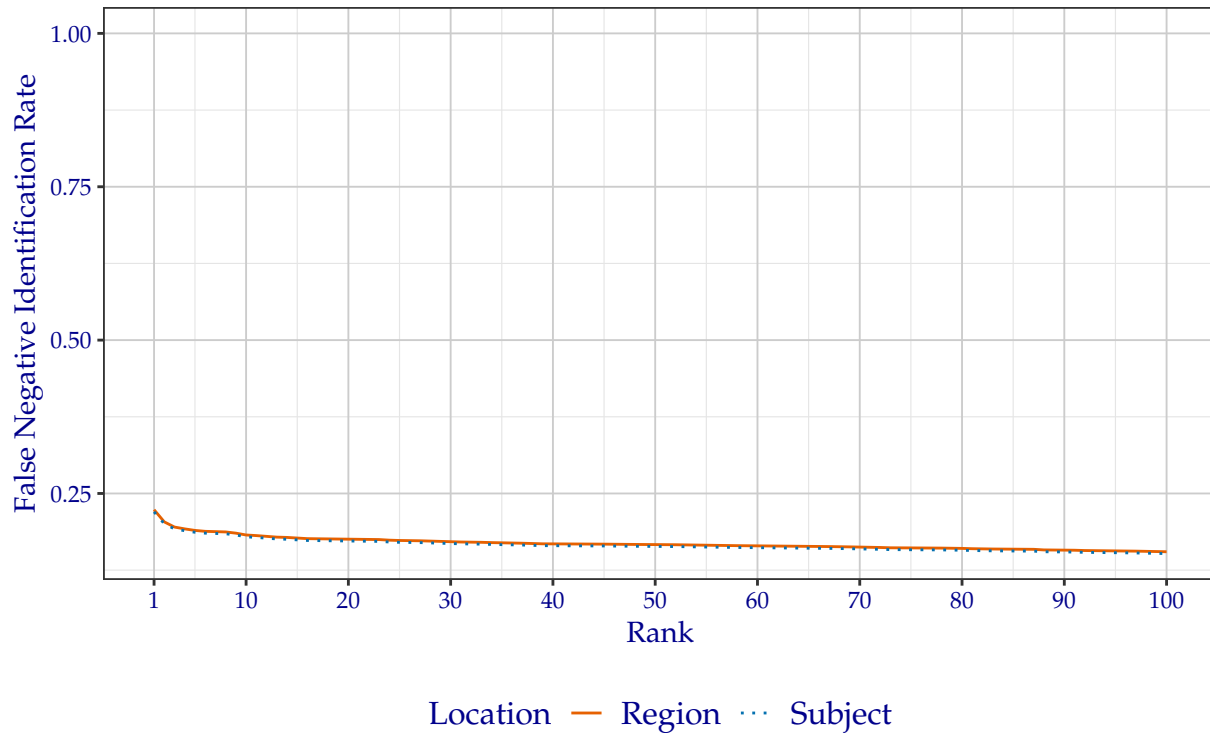 1.00
0.75
0.50
0.25
False Negative Identification Rate
1 10 20 30 40 50 60 70 80 90 100
Rank
Location Region Subject